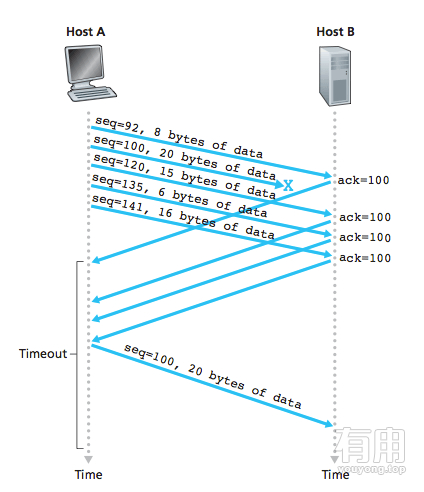 Host A
Host B
seq=92, 8 bytes of data
seq=100, 20 bytes of data
X
seq=120, 15 bytes of data
seq=135, 6 bytes of data
seq=141, 16 bytes of data
ack=100
ack=100
ack=100
ack=100
Timeout
seq=100, 20 bytes of data
Time
Time
有用
youyong.top